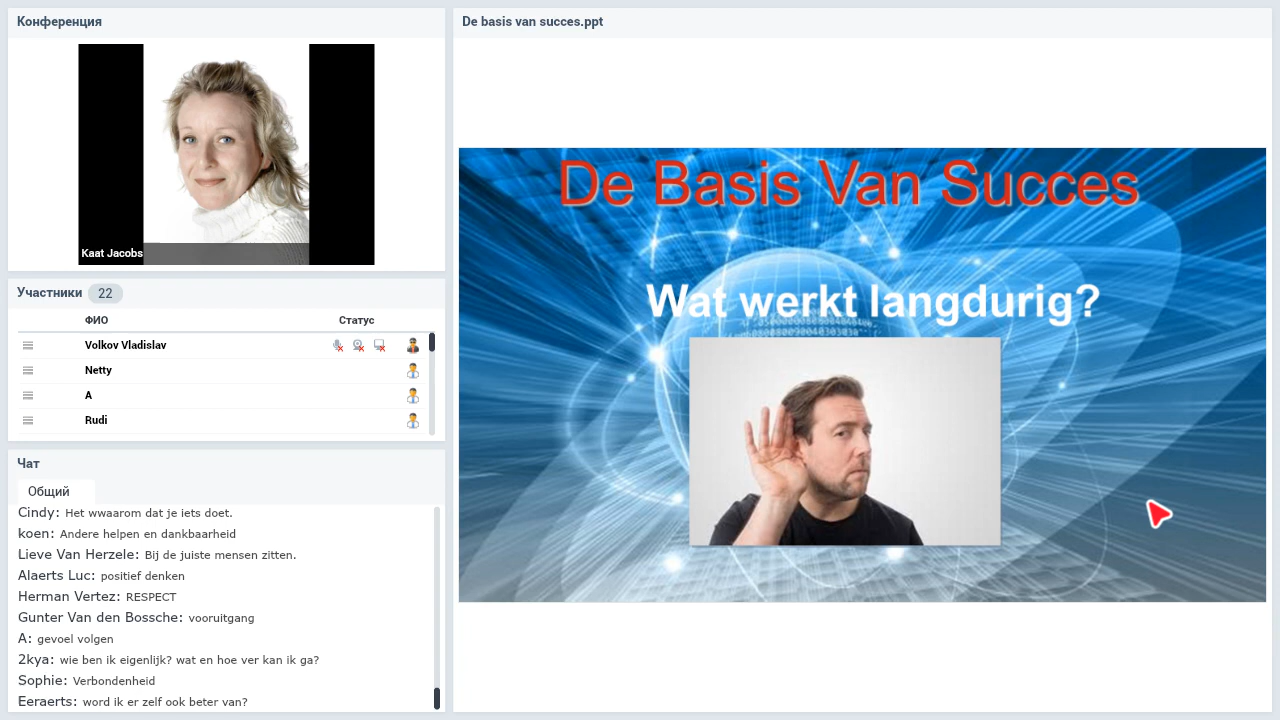 Конференция
Kaat Jacobs
Участники 22
ФИО Статус
Volkov Vladislav
Netty
A
Rudi
Чат
Общий
Cindy: Het wwaarom dat je iets doet.
koen: Andere helpen en dankbaarheid
Lieve Van Herzele: Bij de juiste mensen zitten.
Alaerts Luc: positief denken
Herman Vertez: RESPECT
Gunter Van den Bossche: vooruitgang
A: gevoel volgen
2kya: wie ben ik eigenlijk? wat en hoe ver kan ik ga?
Sophie: Verbondenheid
Eeraerts: word ik er zelf ook beter van?
De basis van succes.ppt
De Basis Van Succes
Wat werkt langdurig?